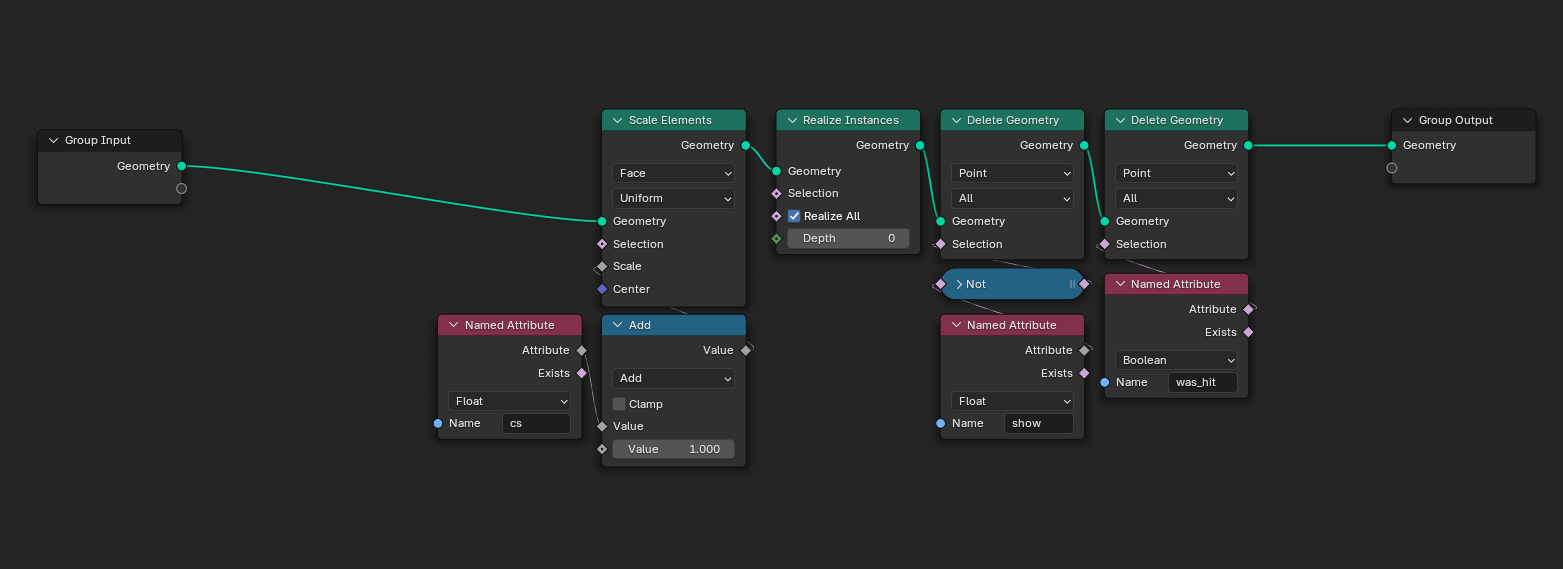 Group Input
Geometry
Scale Elements
Geometry
Face
Uniform
Geometry
Selection
Scale
Center
Realize Instances
Geometry
Geometry
Selection
Realize All
Depth 0
Delete Geometry
Geometry
Point
All
Geometry
Selection
Delete Geometry
Geometry
Point
All
Geometry
Selection
Group Output
Geometry
Named Attribute
Attribute
Exists
Float
Name cs
Add
Value
Add
Clamp
Value
Value 1.000
Not
Named Attribute
Attribute
Exists
Float
Name show
Named Attribute
Attribute
Exists
Boolean
Name was_hit